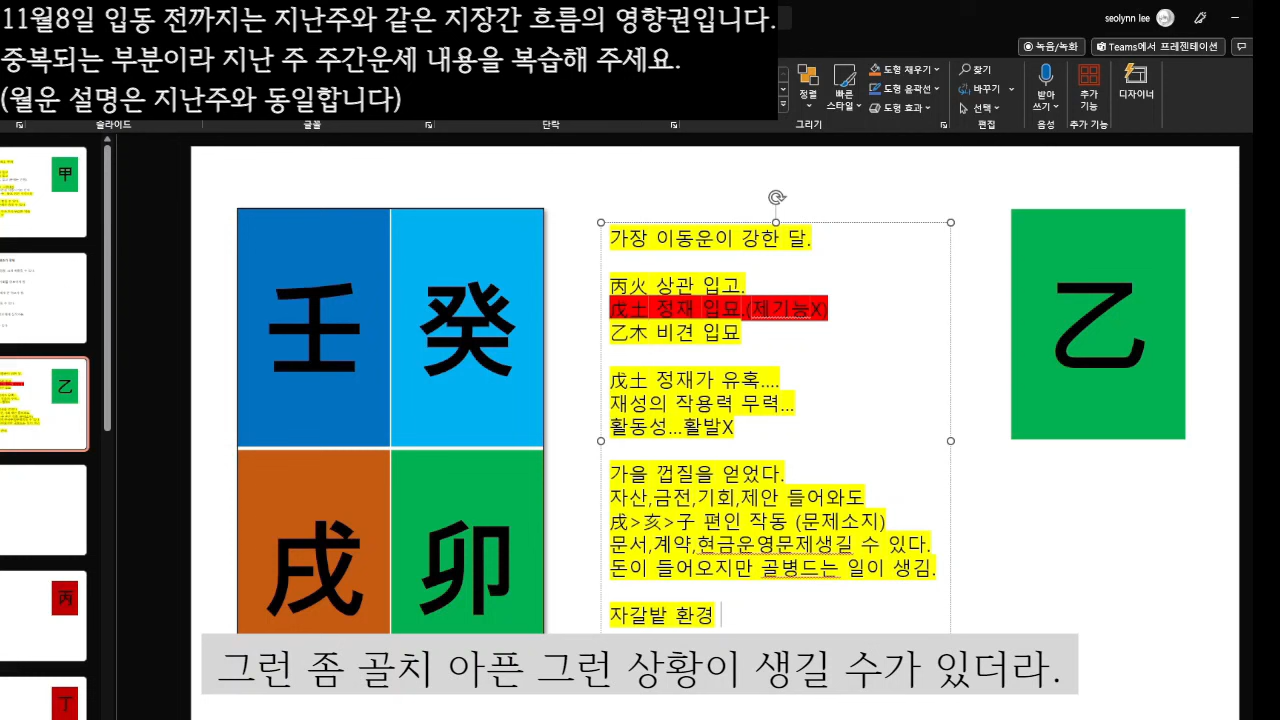 11월8일 입동 전까지는 지난주와 같은 지장간 흐름의 영향권입니다.
중복되는 부분이라 지난 주 주간운세 내용을 복습해 주세요.
(월운 설명은 지난주와 동일합니다)
seolynn lee
녹음/녹화
Teams에서 프레젠테이션
정렬
빠른
스타일
도형 채우기
도형 윤곽선
도형 효과
찾기
바꾸기
선택
받아
쓰기
추가
기능
디자이너
슬라이드
글꼴
단락
그리기
편집
음성
추가 기능
甲
乙
丙
丁
壬 癸
戌 卯
가장 이동운이 강한 달.
丙火 상관 입고.
戊土 정재 입묘.(제기능X)
乙木 비견 입묘
戊土 정재가 유혹....
재성의 작용력 무력...
활동성...활발X
가을 껍질을 얻었다.
자산,금전,기회,제안 들어와도
戌>亥>子 편인 작동 (문제소지)
문서,계약,현금운영문제생길 수 있다.
돈이 들어오지만 골병드는 일이 생김.
자갈밭 환경
乙
그런 좀 골치 아픈 그런 상황이 생길 수가 있더라.